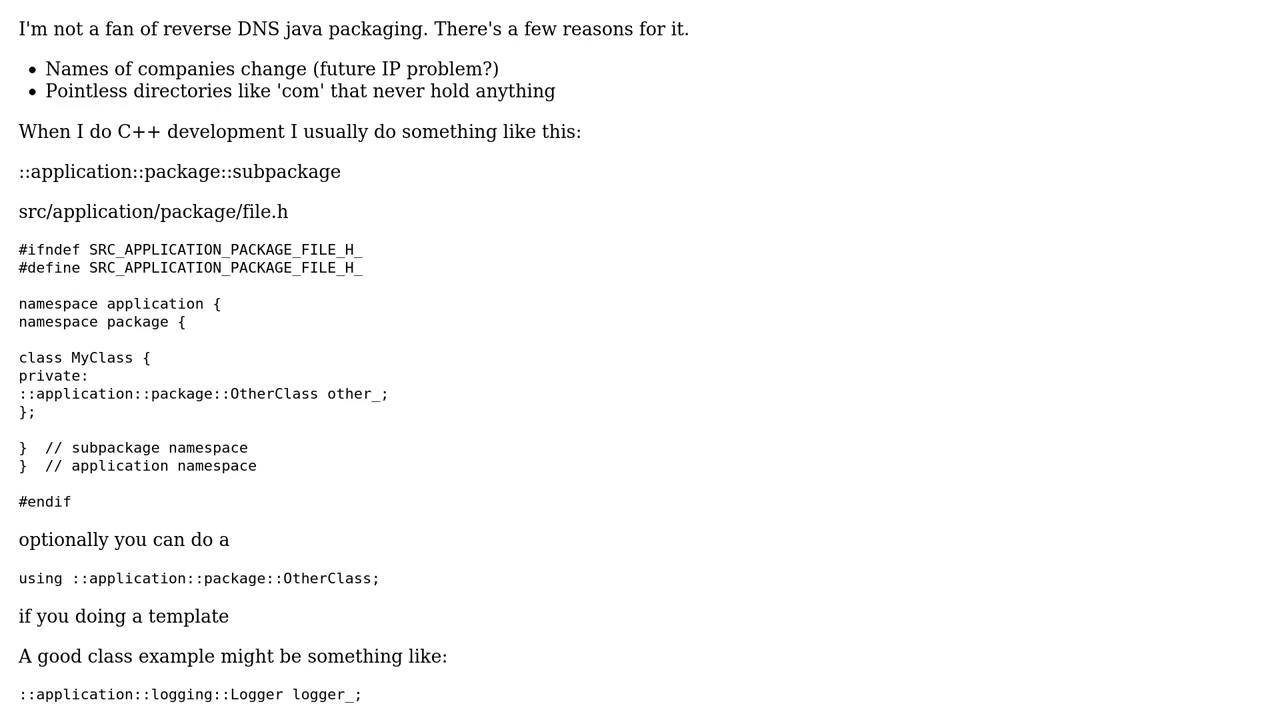 I'm not a fan of reverse DNS java packaging. There's a few reasons for it.
Names of companies change (future IP problem?)
Pointless directories like 'com' that never hold anything
When I do C++ development I usually do something like this:
::application::package::subpackage
src/application/package/file.h
#ifndef SRC_APPLICATION_PACKAGE_FILE_H_
#define SRC_APPLICATION_PACKAGE_FILE_H_
namespace application {
namespace package {
class MyClass {
private:
::application::package::OtherClass other_;
};
}  // subpackage namespace
}  // application namespace
#endif
optionally you can do a
using ::application::package::OtherClass;
if you doing a template
A good class example might be something like:
::application::logging::Logger logger_;